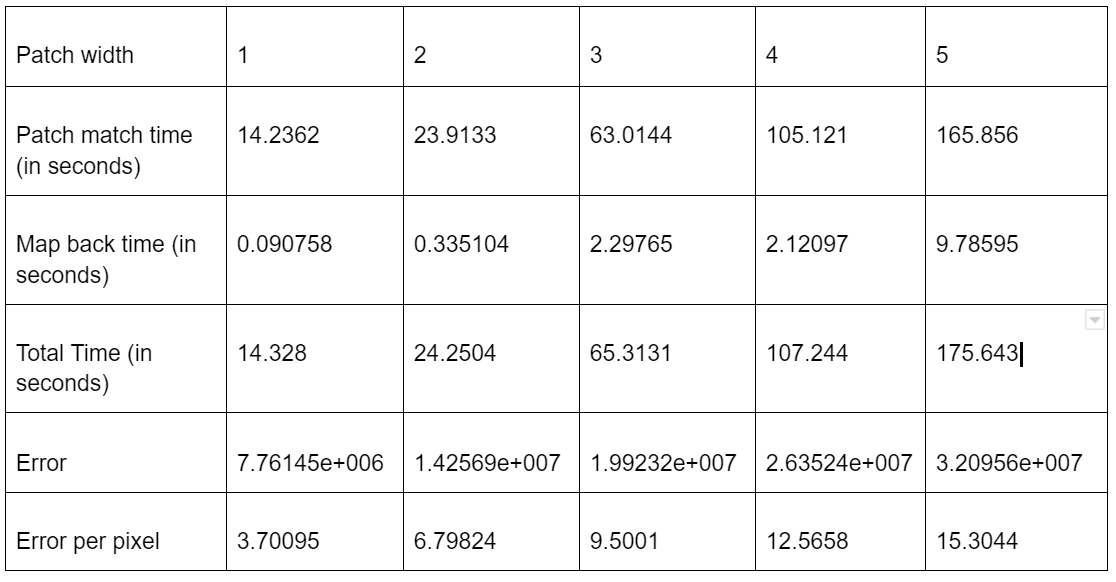 Patch width 1 2 3 4 5
Patch match time 14.2362 23.9133 63.0144 105.121 165.856
(in seconds)
Map back time (in 0.090758 0.335104 2.29765 2.12097 9.78595
seconds)
Total Time (in 14.328 24.2504 65.3131 107.244 175.643
seconds)
Error 7.76145e+006 1.42569e+007 1.99232e+007 2.63524e+007 3.20956e+007
Error per pixel 3.70095 6.79824 9.5001 12.5658 15.3044